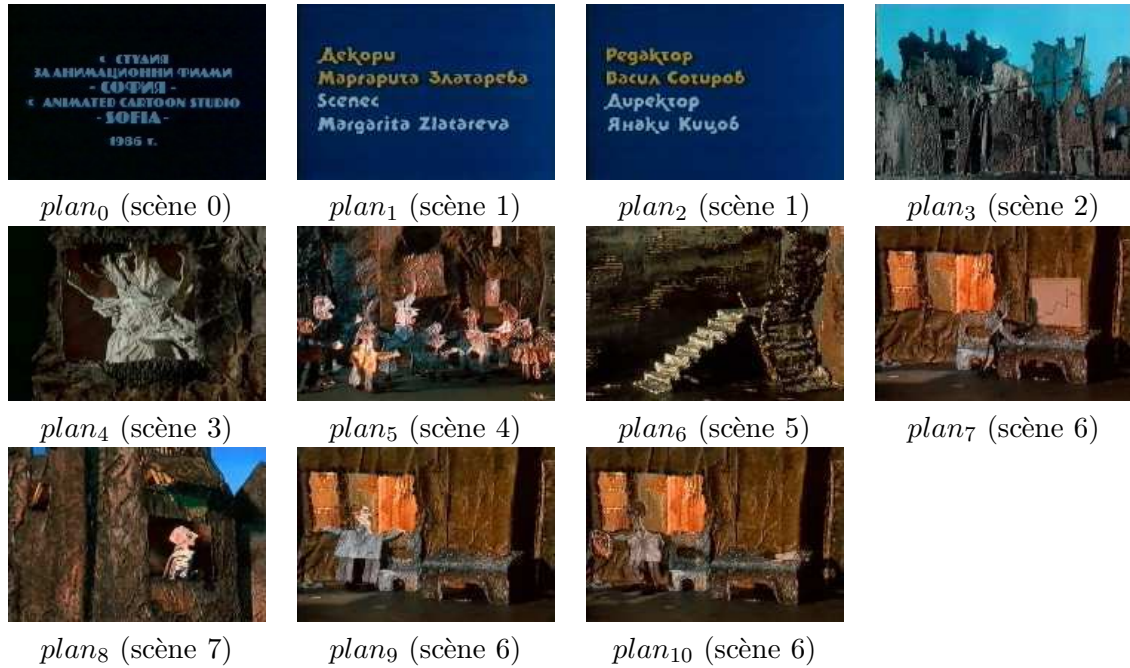 с СТУДИЯ
ЗА АНИМАЦИОННИ ФИЛМИ
- СОФИЯ -
с ANIMATED CARTOON STUDIO
- SOFIA -
1986 г.
Декори
Маргарита Златарева
Scenec
Margarita Zlatareva
Редактор
Васил Сотиров
Директор
Янаки Кицов
plan₀ (scène 0)
plan₁ (scène 1)
plan₂ (scène 1)
plan₃ (scène 2)
plan₄ (scène 3)
plan₅ (scène 4)
plan₆ (scène 5)
plan₇ (scène 6)
plan₈ (scène 7)
plan₉ (scène 6)
plan₁₀ (scène 6)